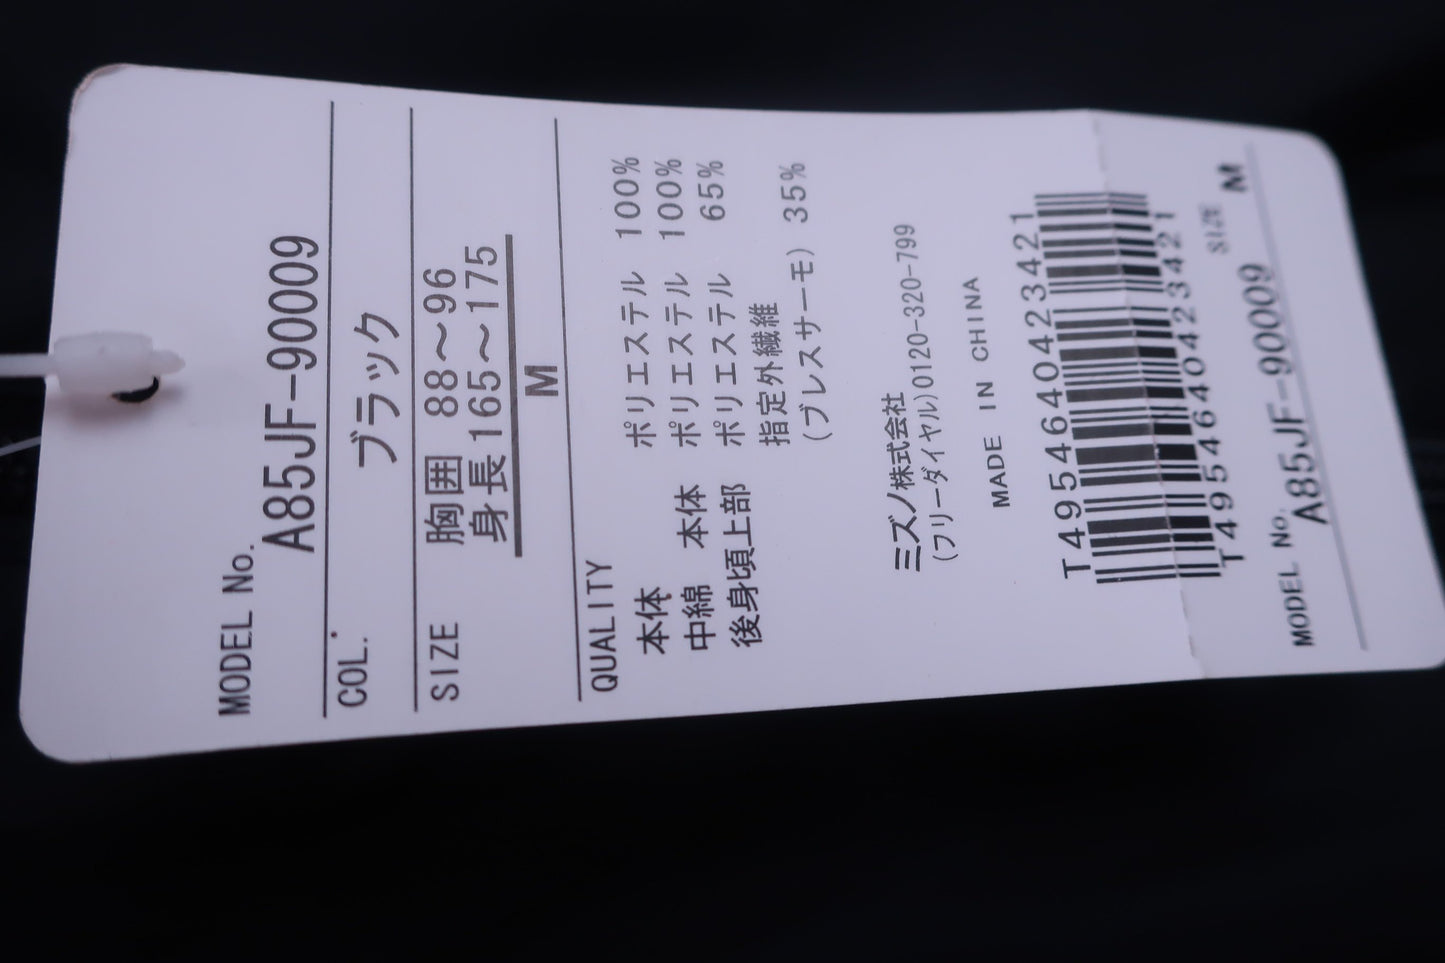 MODEL No.
A85JF-90009
COL.
ブラック
SIZE 胸囲 88～96
身長165～175
M
QUALITY
本体 ポリエステル 100%
中綿 本体 ポリエステル 100%
後身頃上部 ポリエステル 65%
指定外繊維
(ブレスサーモ) 35%
ミズノ株式会社
(フリーダイヤル)0120-320-799
MADE IN CHINA
T4954640423421
T4954640423421
SIZE
M
MODEL No.
A85JF-90009